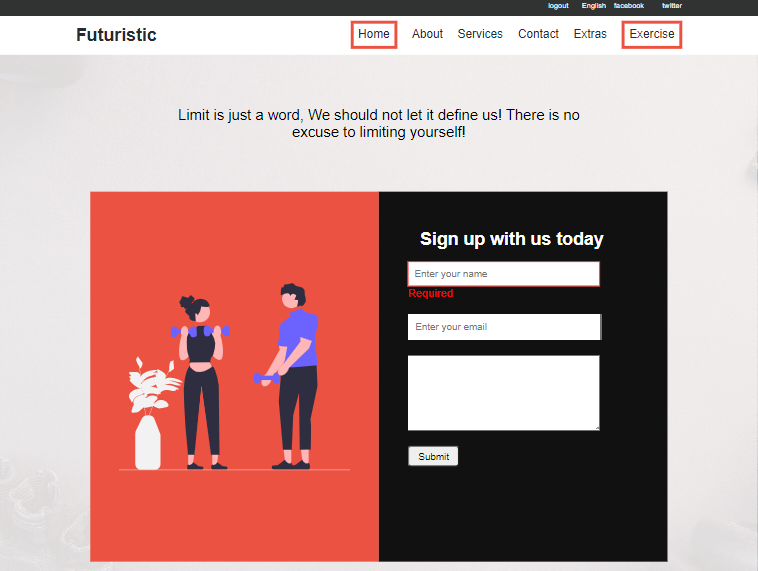 logout English facebook twitter
Futuristic Home About Services Contact Extras Exercise
Limit is just a word, We should not let it define us! There is no
excuse to limiting yourself!
Sign up with us today
Enter your name
Required
Enter your email
Submit